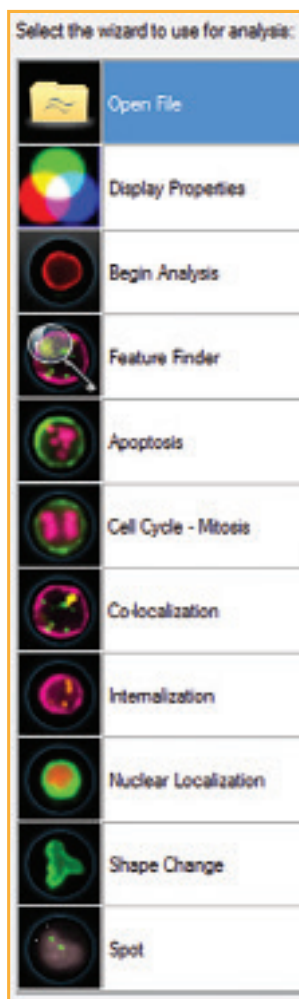 Select the wizard to use for analysis:
Open File
Display Properties
Begin Analysis
Feature Finder
Apoptosis
Cell Cycle - Mitosis
Co-localization
Internalization
Nuclear Localization
Shape Change
Spot